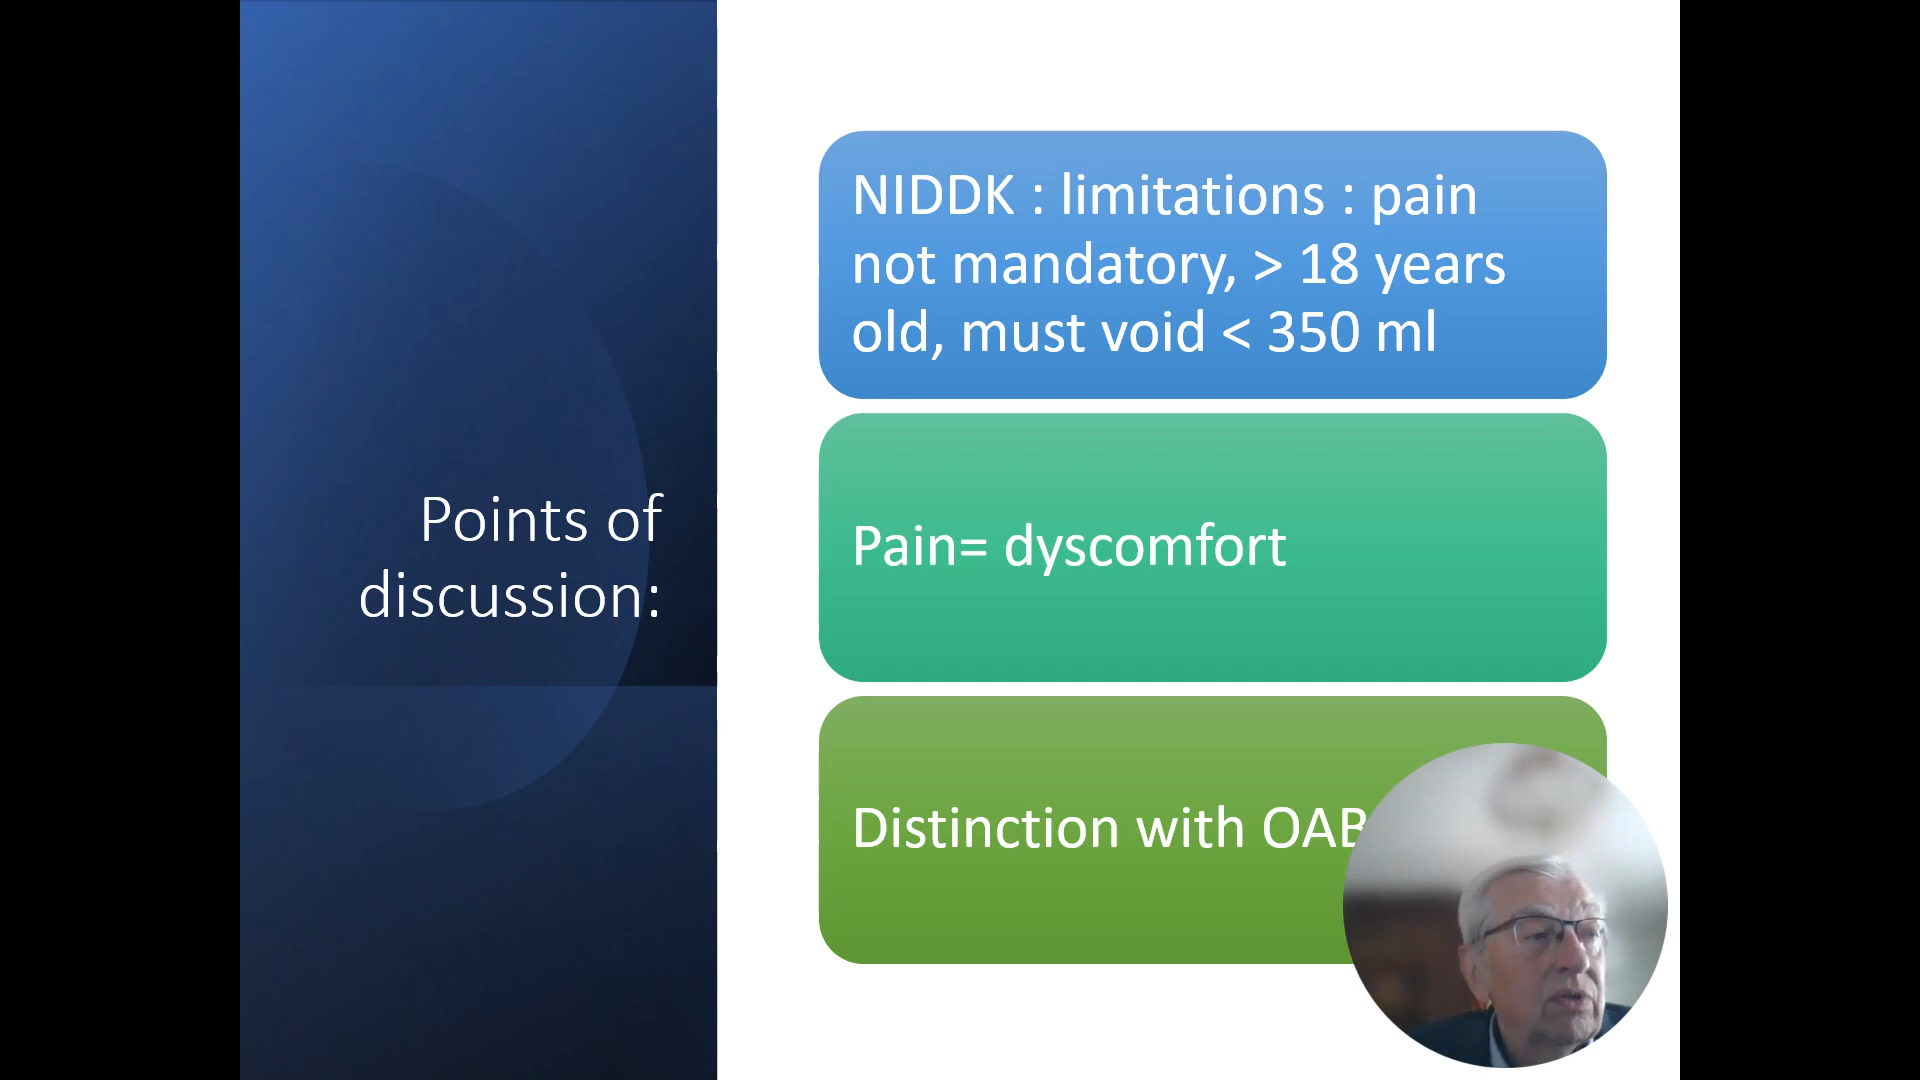 Points of
discussion:
NIDDK : limitations : pain
not mandatory, > 18 years
old, must void < 350 ml
Pain= dyscomfort
Distinction with OAB